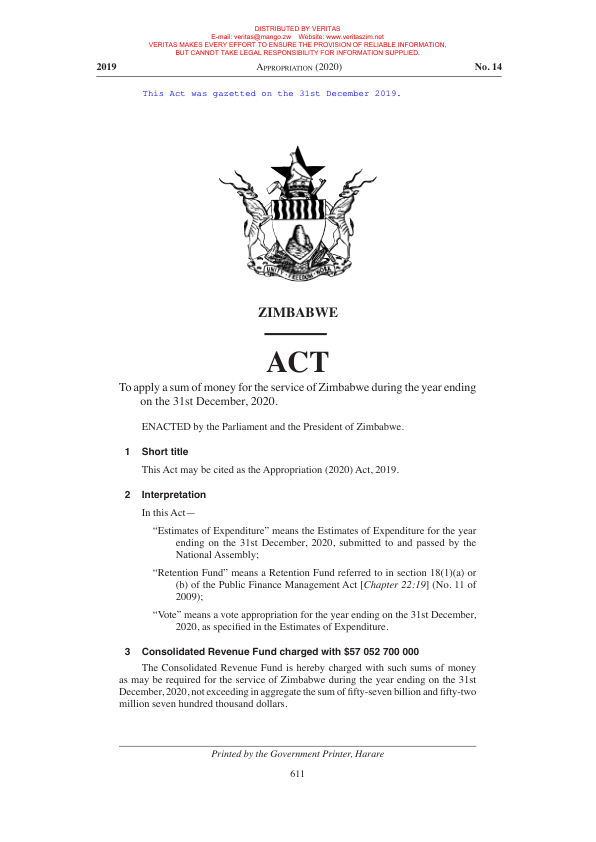 DISTRIBUTED BY VERITAS
E-mail: veritas@mango.zw Website: www.veritaszim.net
VERITAS MAKES EVERY EFFORT TO ENSURE THE PROVISION OF RELIABLE INFORMATION,
BUT CANNOT TAKE LEGAL RESPONSIBILITY FOR INFORMATION SUPPLIED.
2019 Appropriation (2020) No. 14
This Act was gazetted on the 31st December 2019.
UNITY FREEDOM WORK
ZIMBABWE
ACT
To apply a sum of money for the service of Zimbabwe during the year ending
on the 31st December, 2020.
ENACTED by the Parliament and the President of Zimbabwe.
1 Short title
This Act may be cited as the Appropriation (2020) Act, 2019.
2 Interpretation
In this Act—
“Estimates of Expenditure” means the Estimates of Expenditure for the year
ending on the 31st December, 2020, submitted to and passed by the
National Assembly;
“Retention Fund” means a Retention Fund referred to in section 18(1)(a) or
(b) of the Public Finance Management Act [Chapter 22:19] (No. 11 of
2009);
“Vote” means a vote appropriation for the year ending on the 31st December,
2020, as specified in the Estimates of Expenditure.
3 Consolidated Revenue Fund charged with $57 052 700 000
The Consolidated Revenue Fund is hereby charged with such sums of money
as may be required for the service of Zimbabwe during the year ending on the 31st
December, 2020, not exceeding in aggregate the sum of fifty-seven billion and fifty-two
million seven hundred thousand dollars.
Printed by the Government Printer, Harare
611